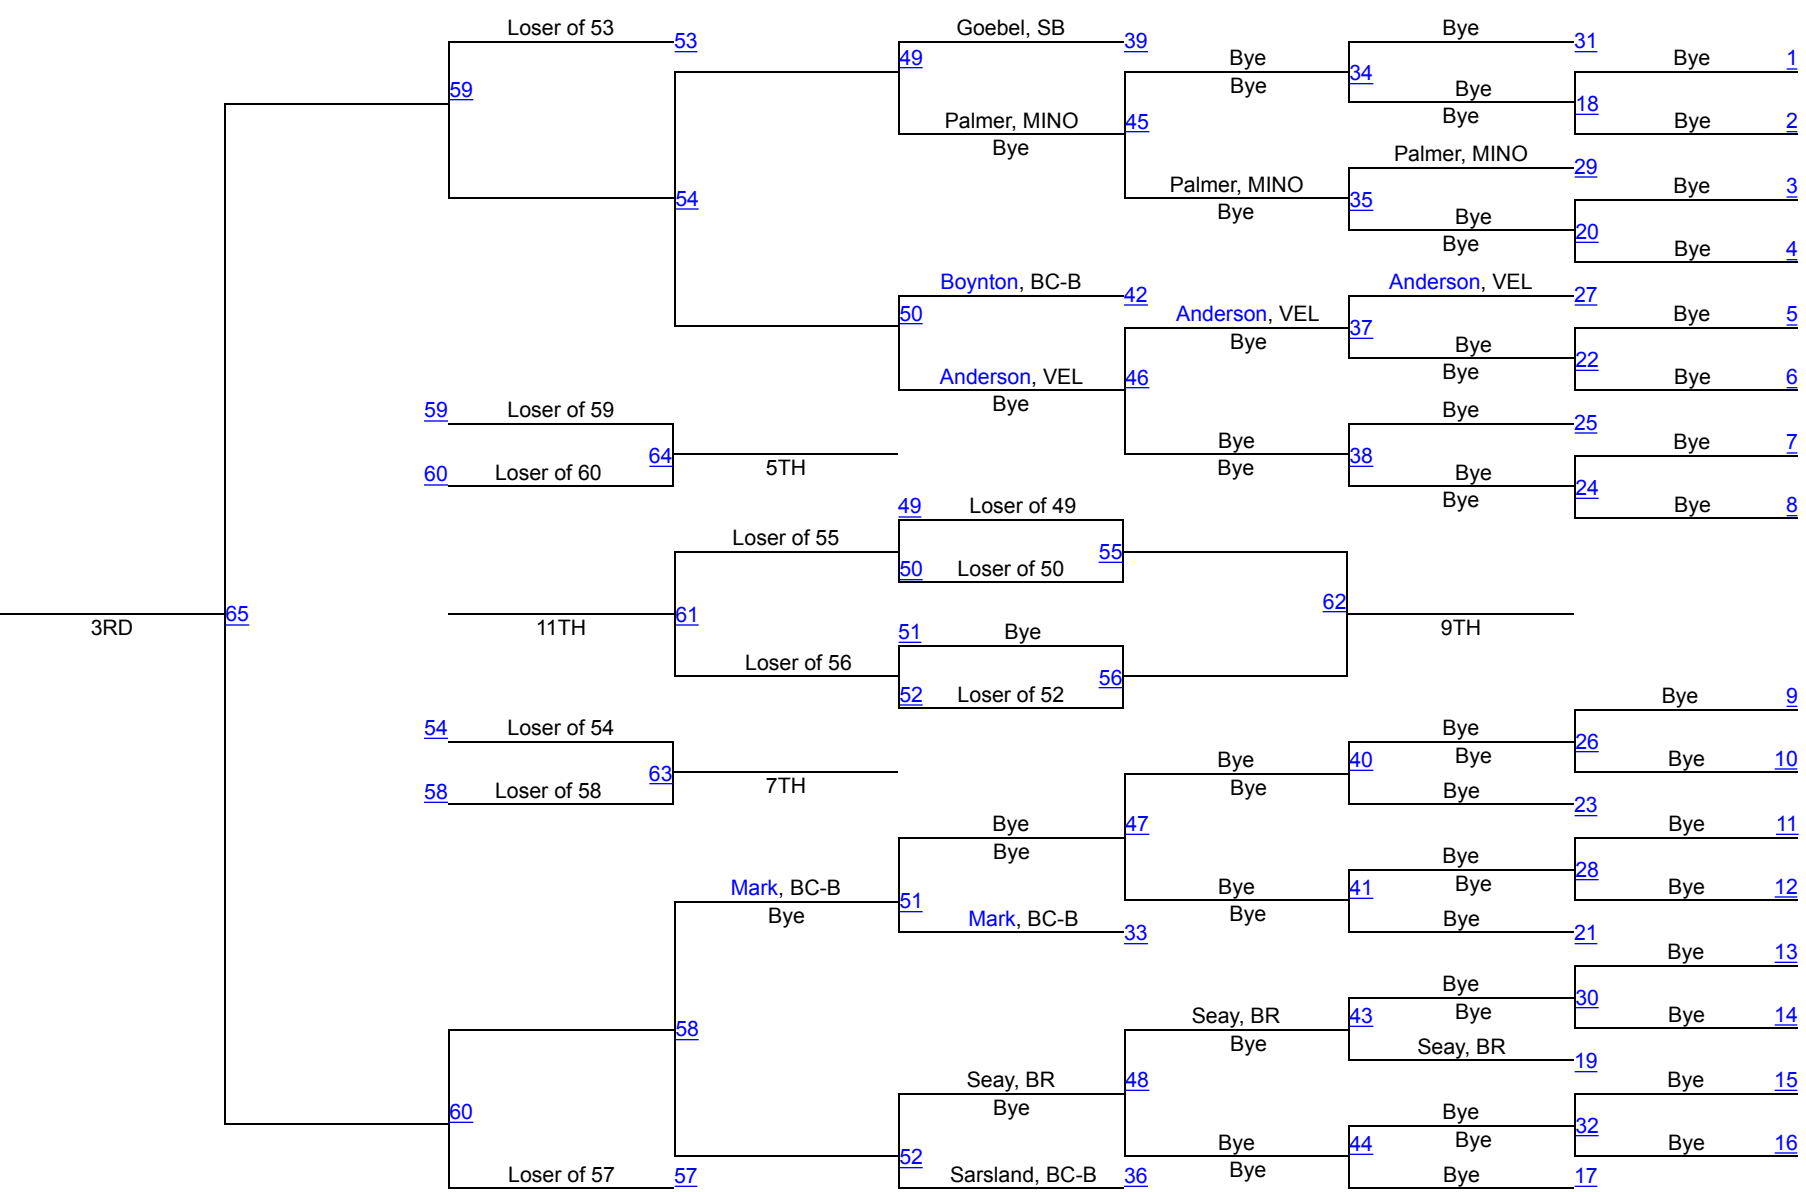 Loser of 53
53
Goebel, SB
39
Bye
31
49
Bye
Bye
1
59
34
Bye
Bye
18
Bye
Palmer, MINO
45
Bye
2
Bye
Palmer, MINO
29
Palmer, MINO
Bye
3
54
Bye
35
Bye
20
Bye
Bye
4
Boynton, BC-B
42
Anderson, VEL
27
50
Anderson, VEL
Bye
5
Bye
37
Bye
22
Bye
Anderson, VEL
46
Bye
6
Bye
59
Loser of 59
Bye
25
Bye
Bye
7
64
5TH
Bye
38
60
Loser of 60
Bye
24
Bye
49
Loser of 49
Bye
8
Loser of 55
55
50
Loser of 50
3RD
65
11TH
61
62
9TH
51
Bye
Loser of 56
56
52
Loser of 52
Bye
9
54
Loser of 54
Bye
26
Bye
Bye
40
Bye
10
63
7TH
Bye
58
Loser of 58
Bye
23
Bye
47
Bye
11
Bye
Bye
28
Bye
Mark, BC-B
51
Bye
41
Bye
12
Bye
Bye
Mark, BC-B
33
Bye
21
Bye
13
Bye
30
Bye
58
Seay, BR
43
Bye
14
Bye
Seay, BR
19
Seay, BR
48
Bye
15
Bye
60
Bye
32
Bye
Bye
44
Bye
16
52
Bye
Loser of 57
57
Sarsland, BC-B
36
Bye
17